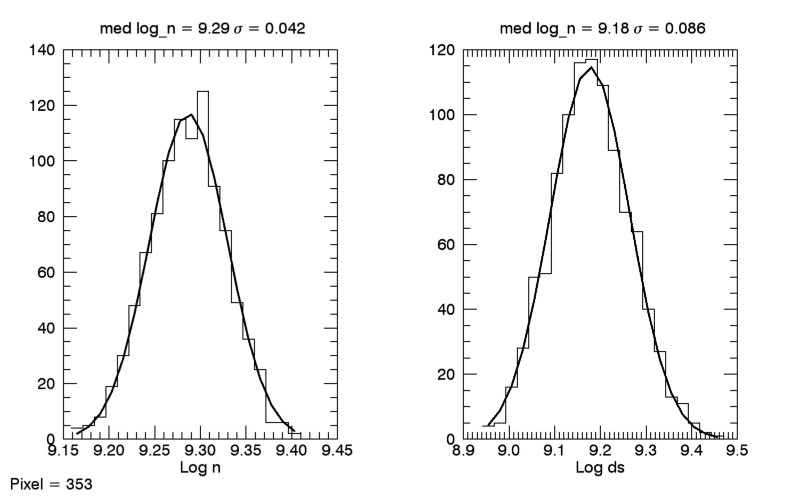 med log_n = 9.29 σ = 0.042
140
120
100
80
60
40
20
0
9.15 9.20 9.25 9.30 9.35 9.40 9.45
Log n
med log_n = 9.18 σ = 0.086
120
100
80
60
40
20
0
8.9 9.0 9.1 9.2 9.3 9.4 9.5
Log ds
Pixel = 353